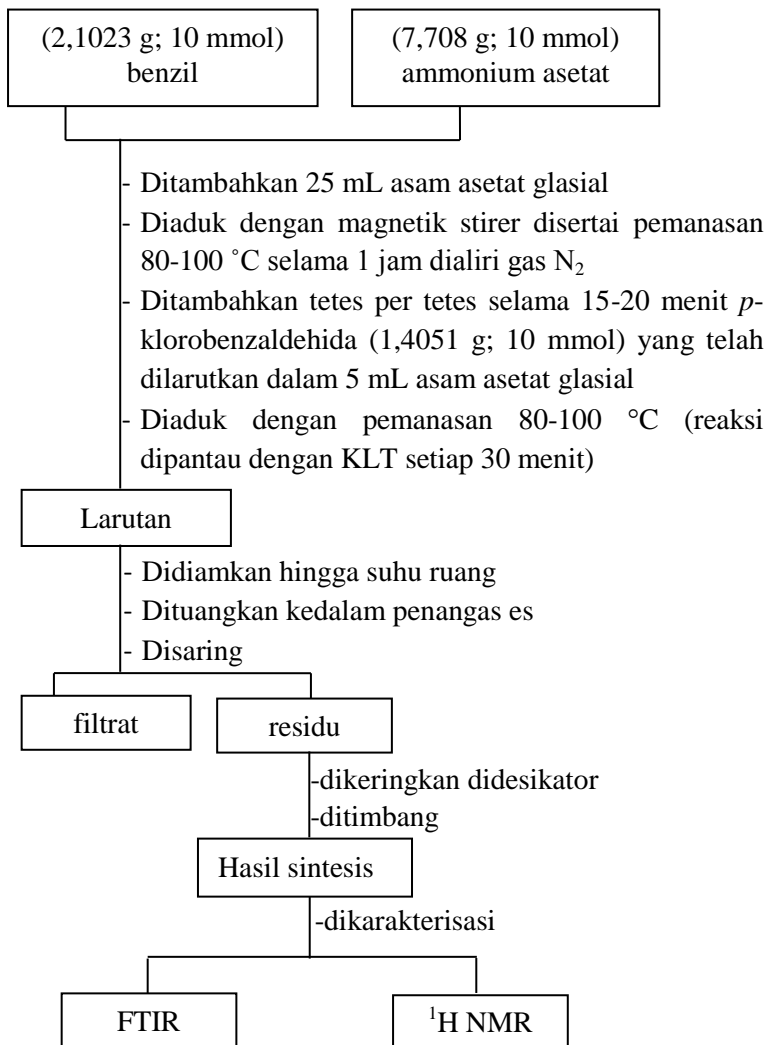 (2,1023 g; 10 mmol)
benzil
(7,708 g; 10 mmol)
ammonium asetat
- Ditambahkan 25 mL asam asetat glasial
- Diaduk dengan magnetik stirer disertai pemanasan
80-100 ˚C selama 1 jam dialiri gas N₂
- Ditambahkan tetes per tetes selama 15-20 menit p-
klorobenzaldehida (1,4051 g; 10 mmol) yang telah
dilarutkan dalam 5 mL asam asetat glasial
- Diaduk dengan pemanasan 80-100 °C (reaksi
dipantau dengan KLT setiap 30 menit)
Larutan
- Didiamkan hingga suhu ruang
- Dituangkan kedalam penangas es
- Disaring
filtrat
residu
-dikeringkan didesikator
-ditimbang
Hasil sintesis
-dikarakterisasi
FTIR
¹H NMR